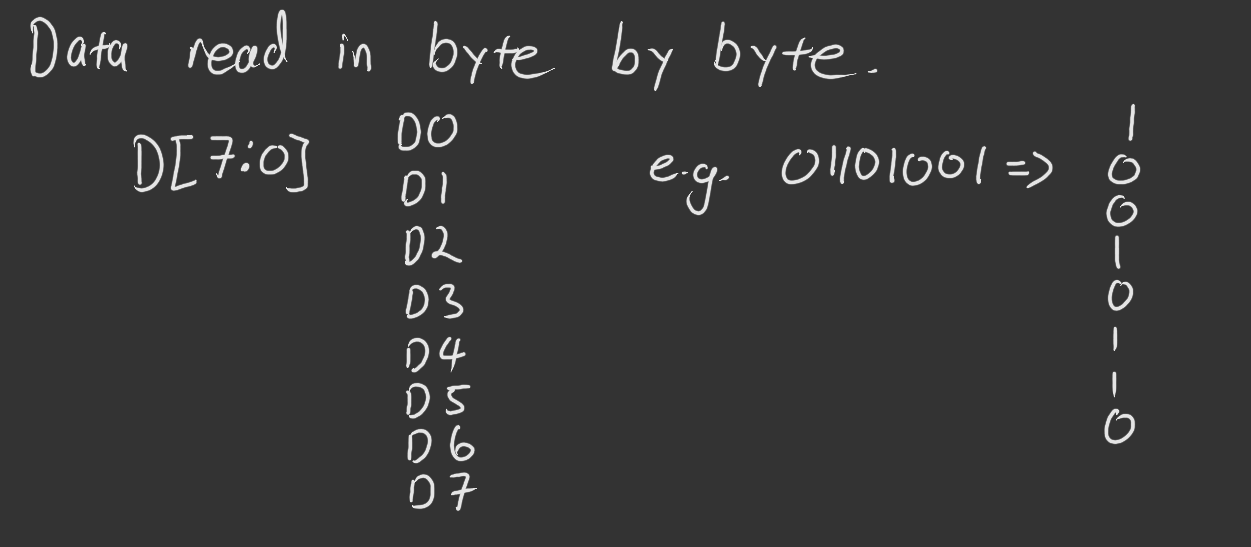 Data read in byte by byte.
D[7:0]
D0
D1
D2
D3
D4
D5
D6
D7
e.g. 01101001 =>
1
0
0
1
0
1
1
0